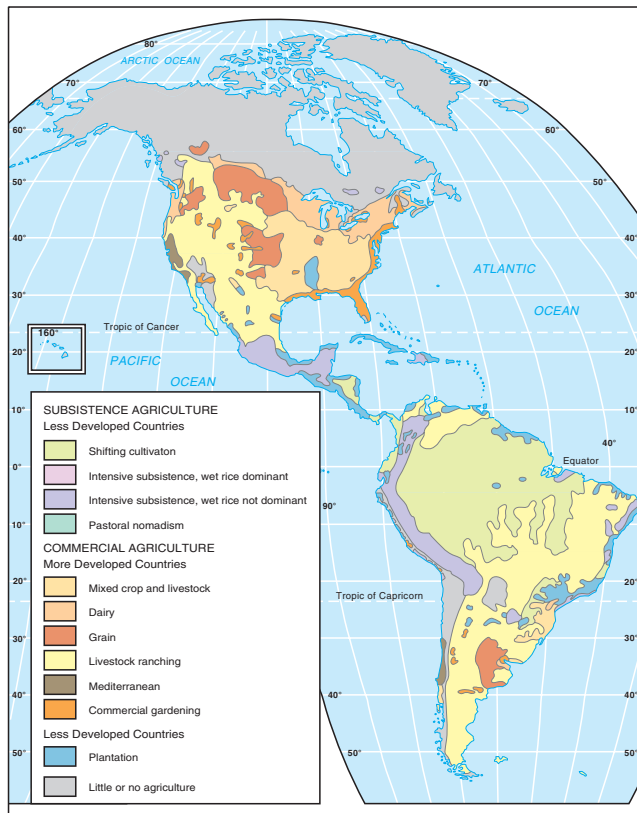 80°
ARCTIC OCEAN
70°
70°
60°
60°
50°
50°
40°
40°
ATLANTIC
30°
30°
OCEAN
160°
Tropic of Cancer
20°
20°
PACIFIC
OCEAN
10°
10°
SUBSISTENCE AGRICULTURE
Less Developed Countries
Shifting cultivaton
Intensive subsistence, wet rice dominant
Intensive subsistence, wet rice not dominant
Pastoral nomadism
COMMERCIAL AGRICULTURE
More Developed Countries
Mixed crop and livestock
Dairy
Grain
Livestock ranching
Mediterranean
Commercial gardening
Less Developed Countries
Plantation
Little or no agriculture
40°
Equator
0°
0°
90°
10°
10°
20°
20°
Tropic of Capricorn
30°
30°
40°
40°
40°
50°
50°
50°